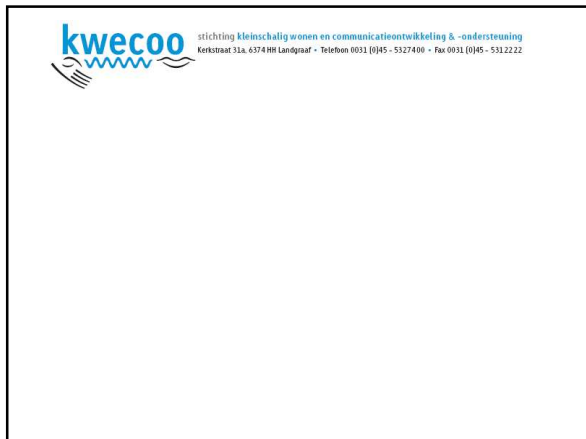 kwecoo
stichting kleinschalig wonen en communicatieontwikkeling & -ondersteuning
Kerkstraat 31a, 6374 HH Landgraaf • Telefoon 0031 (0)45 - 5327400 • Fax 0031 (0)45 - 5312222